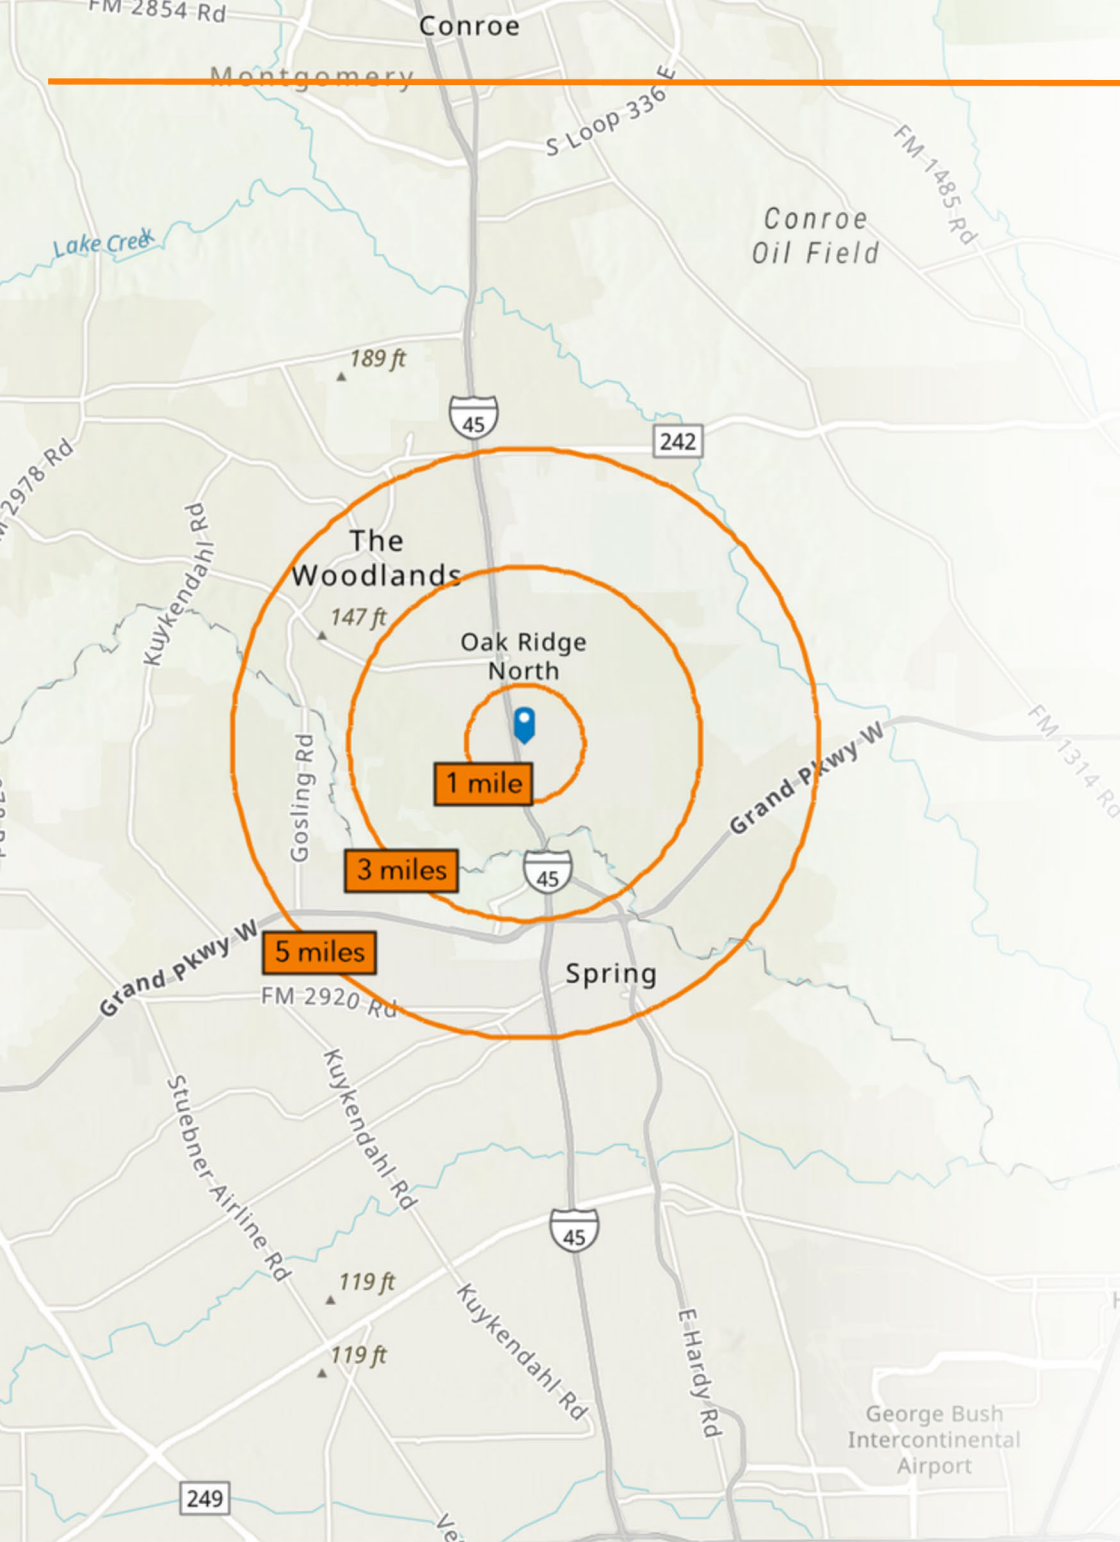 FM 2854 Rd
Conroe
Montgomery
S Loop 336 E
FM 1485 Rd
Conroe
Oil Field
Lake Creek
189 ft
45
242
2978 Rd
Kuykendahl Rd
The
Woodlands
147 ft
Oak Ridge
North
1 mile
Gosling Rd
Grand Pkwy W
FM 1314 Rd
3 miles
45
5 miles
Grand Pkwy W
Spring
FM 2920 Rd
Kuykendahl Rd
Stuebner Airline Rd
45
119 ft
Kuykendahl Rd
119 ft
E Hardy Rd
George Bush
Intercontinental
Airport
249